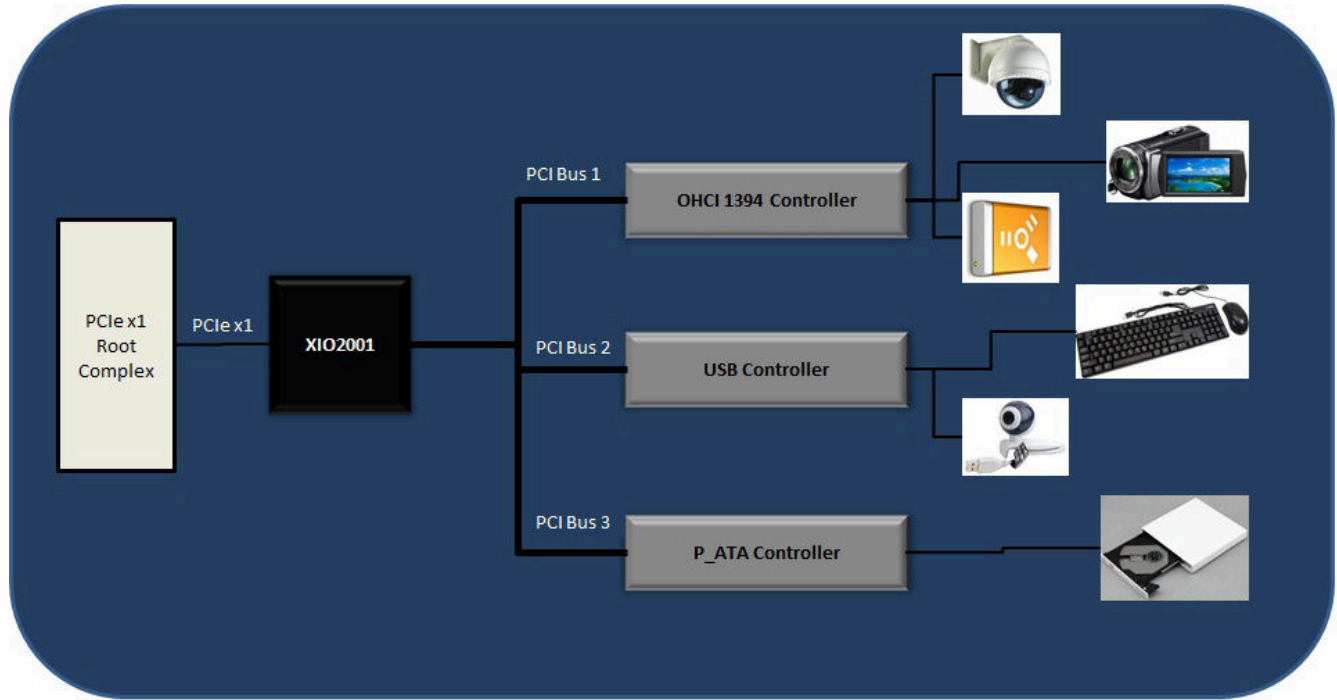 PCIe x1
Root
Complex
PCIe x1
XIO2001
PCI Bus 1
OHCI 1394 Controller
PCI Bus 2
USB Controller
PCI Bus 3
P_ATA Controller